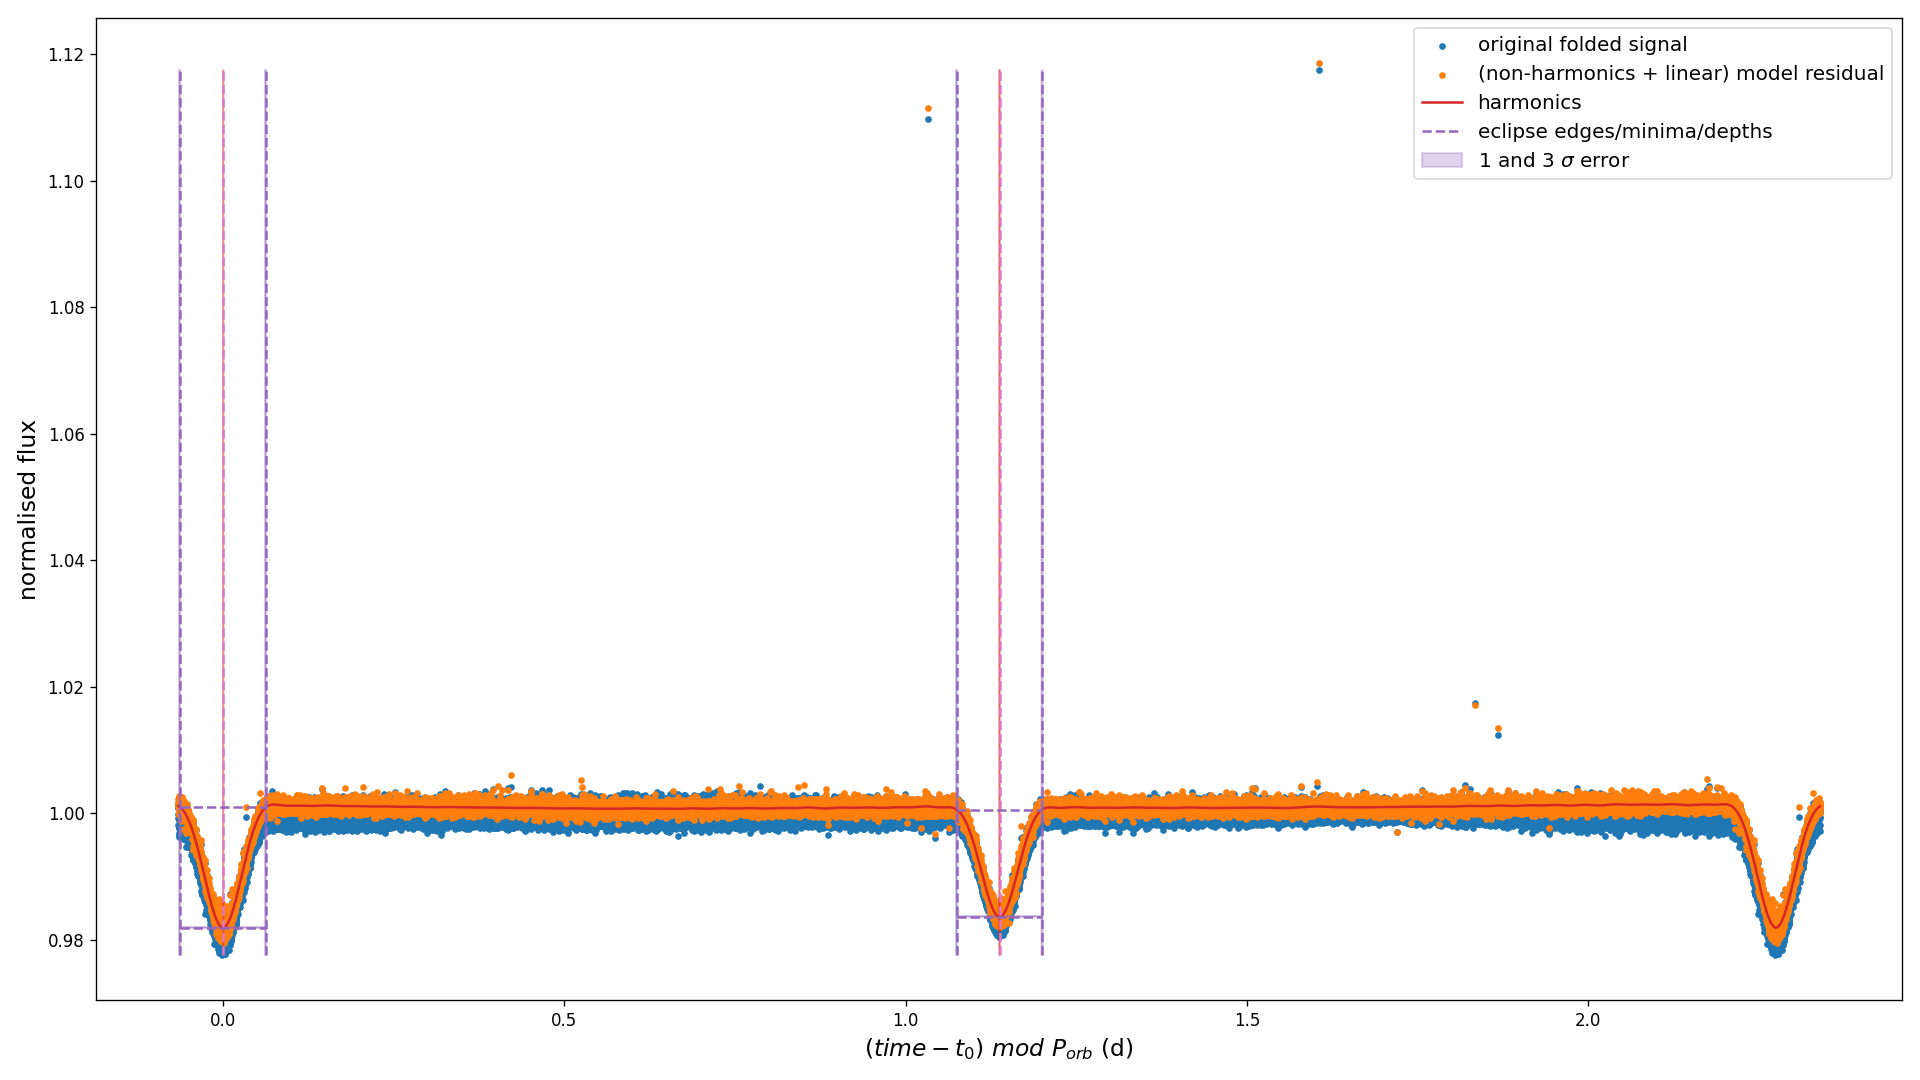 original folded signal
(non-harmonics + linear) model residual
harmonics
eclipse edges/minima/depths
1 and 3 σ error
1.12
1.10
1.08
1.06
1.04
1.02
1.00
0.98
normalised flux
0.0 0.5 1.0 1.5 2.0
(time − t₀) mod Pₒᵣb (d)